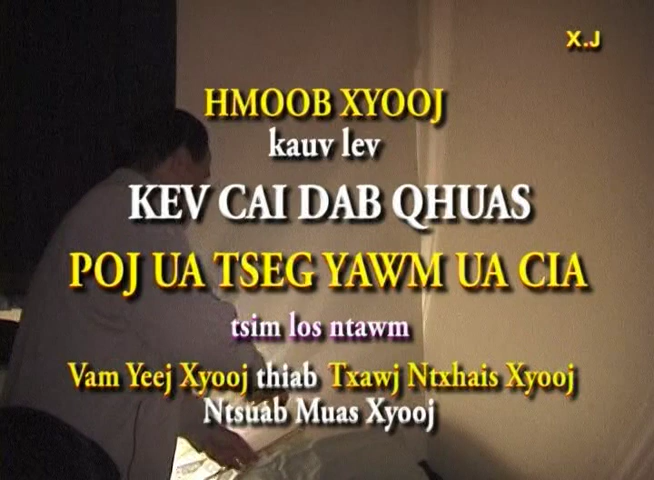 X.J
HMOOB XYOOJ
kauv lev
KEV CAI DAB QHUAS
POJ UA TSEG YAWM UA CIA
tsim los ntawm
Vam Yeej Xyooj thiab Txawj Ntxhais Xyooj
Ntsuab Muas Xyooj